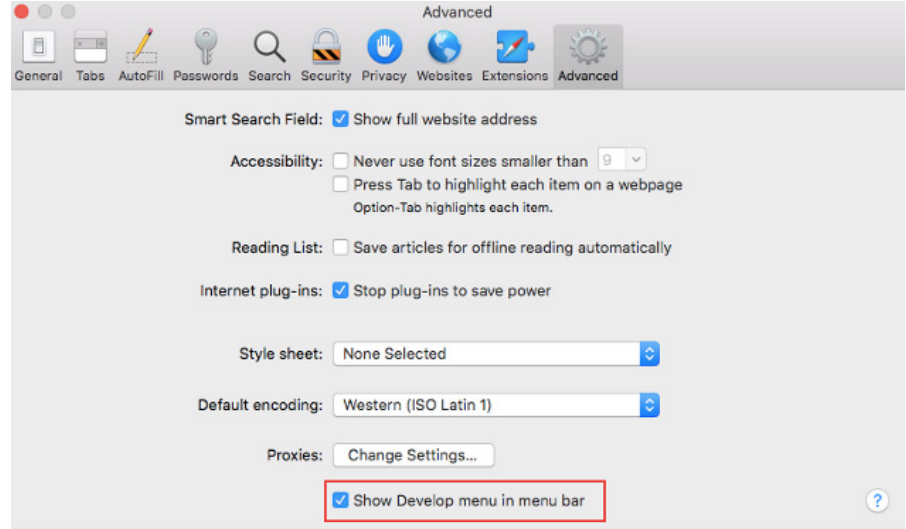 Advanced
General Tabs AutoFill Passwords Search Security Privacy Websites Extensions Advanced
Smart Search Field: Show full website address
Accessibility: Never use font sizes smaller than 9
Press Tab to highlight each item on a webpage
Option-Tab highlights each item.
Reading List: Save articles for offline reading automatically
Internet plug-ins: Stop plug-ins to save power
Style sheet: None Selected
Default encoding: Western (ISO Latin 1)
Proxies: Change Settings...
Show Develop menu in menu bar
?